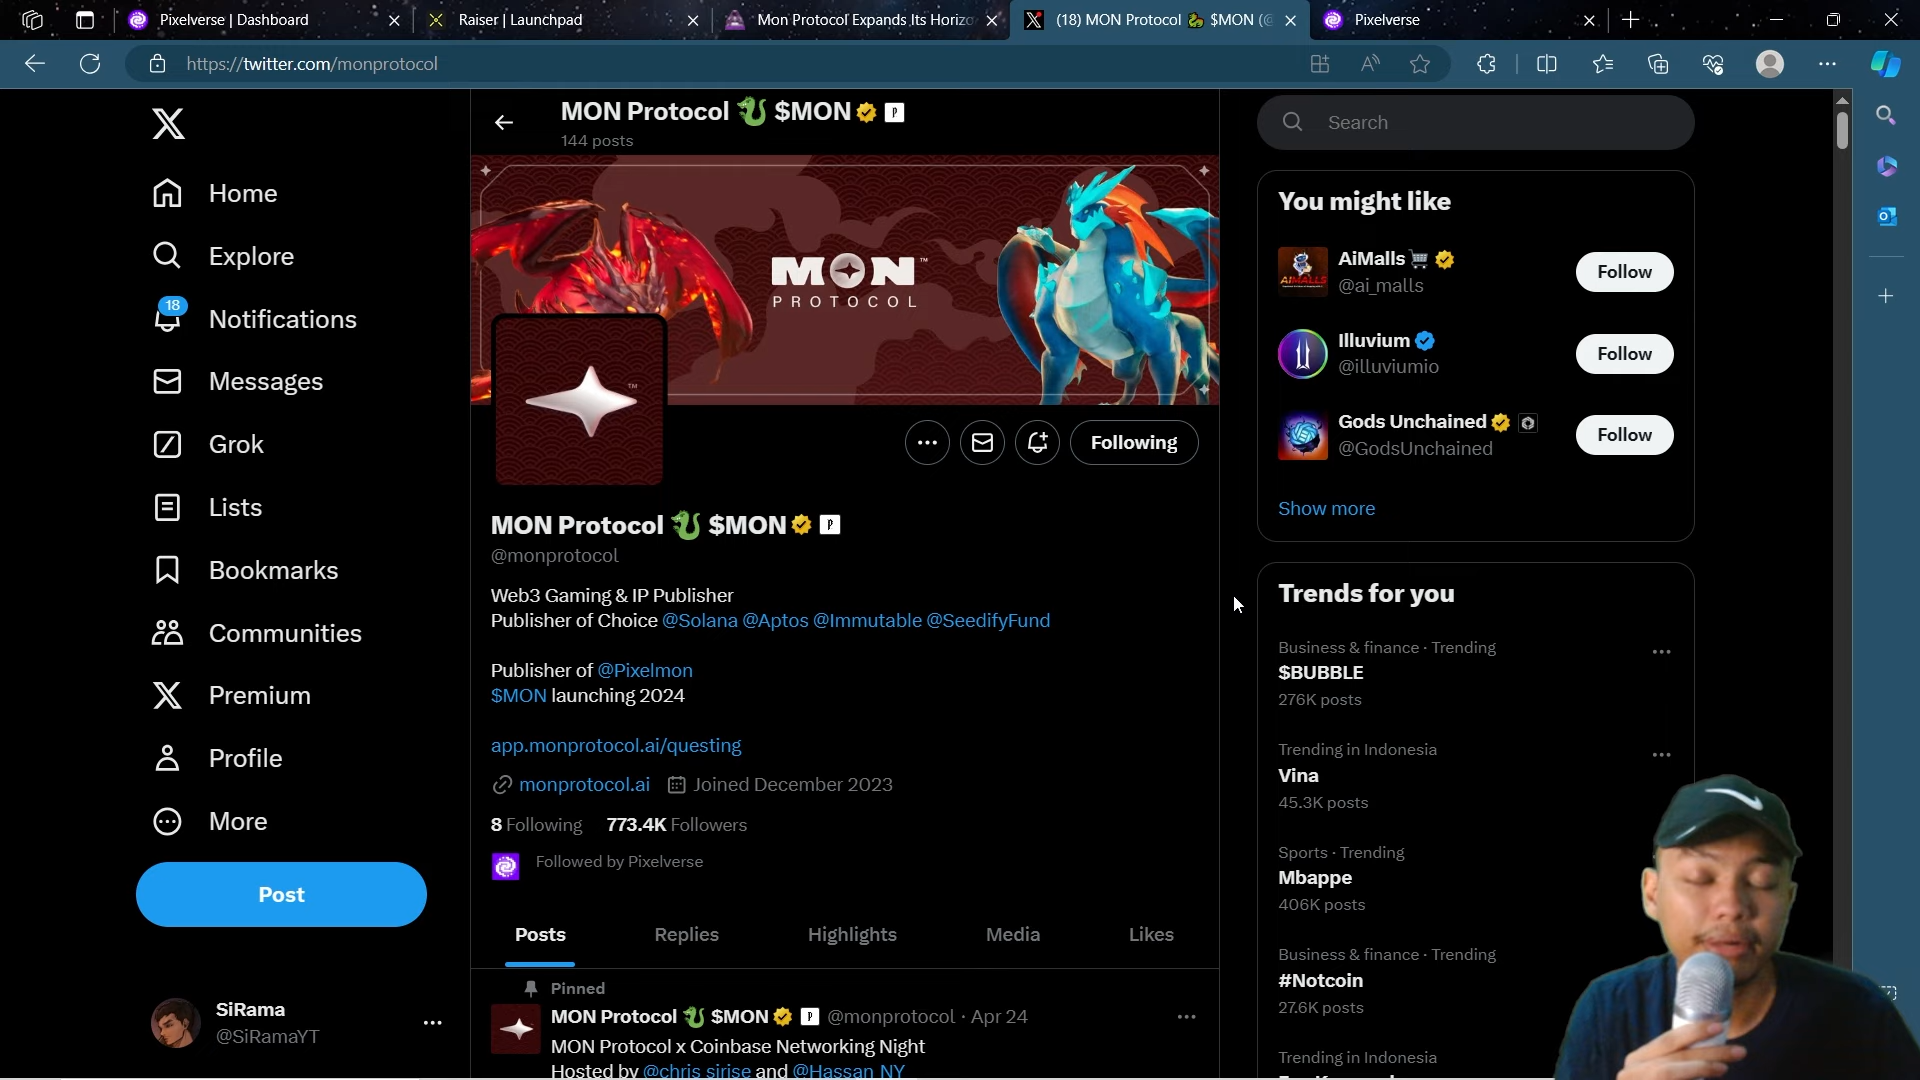 Pixelverse | Dashboard
Raiser | Launchpad
Mon Protocol Expands Its Horizo
(18) MON Protocol 🐉 $MON (@
Pixelverse
https://twitter.com/monprotocol
MON Protocol 🐉 $MON
144 posts
Search
Home
Explore
18
Notifications
Messages
Grok
Lists
Bookmarks
Communities
Premium
Profile
More
Post
SiRama
@SiRamaYT
MON™
PROTOCOL
™
Following
MON Protocol 🐉 $MON
@monprotocol
Web3 Gaming & IP Publisher
Publisher of Choice @Solana @Aptos @Immutable @SeedifyFund
Publisher of @Pixelmon
$MON launching 2024
app.monprotocol.ai/questing
monprotocol.ai Joined December 2023
8 Following 773.4K Followers
Followed by Pixelverse
Posts Replies Highlights Media Likes
Pinned
MON Protocol 🐉 $MON @monprotocol · Apr 24
MON Protocol x Coinbase Networking Night
Hosted by @chris_sirise and @Hassan_NY
You might like
AiMalls🛒
@ai_malls
Follow
AIMALLS
Illuvium
@illuviumio
Follow
Gods Unchained
@GodsUnchained
Follow
Show more
Trends for you
Business & finance · Trending
$BUBBLE
276K posts
Trending in Indonesia
Vina
45.3K posts
Sports · Trending
Mbappe
406K posts
Business & finance · Trending
#Notcoin
27.6K posts
Trending in Indonesia